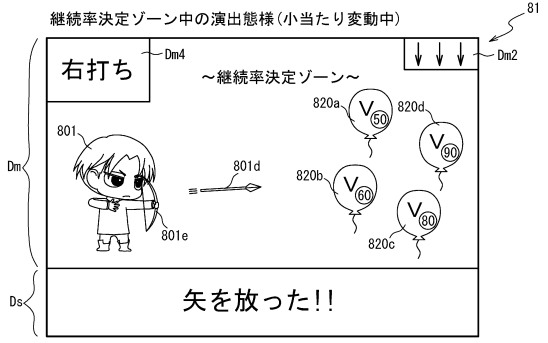 継続率決定ゾーン中の演出態様(小当たり変動中)
81
右打ち
Dm4
Dm2
～継続率決定ゾーン～
820a
V
50
820d
V
90
801
801d
Dm
820b
V
60
V
80
801e
820c
Ds
矢を放った!!